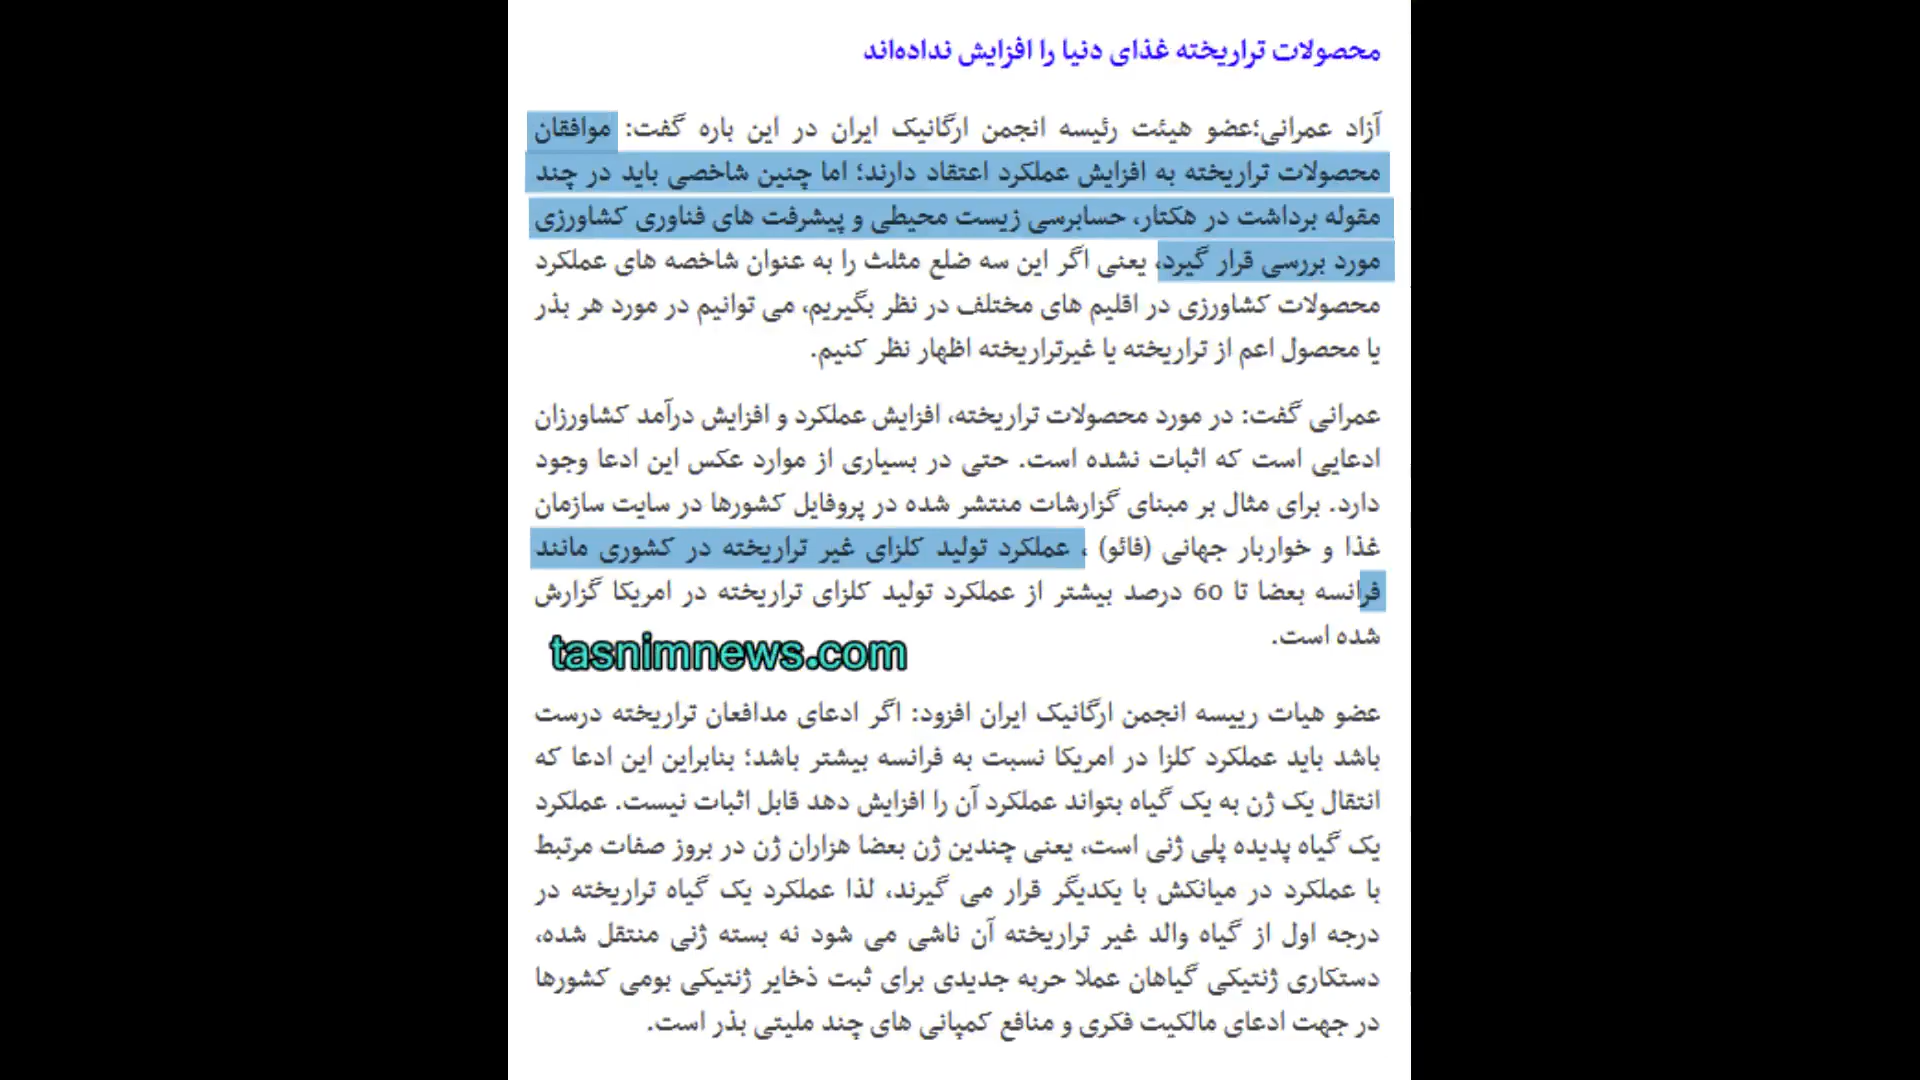 محصولات تراریخته غذای دنیا را افزایش نداده‌اند
آزاد عمرانی؛عضو هیئت رئیسه انجمن ارگانیک ایران در این باره گفت: موافقان
محصولات تراریخته به افزایش عملکرد اعتقاد دارند؛ اما چنین شاخصی باید در چند
مقوله برداشت در هکتار، حسابرسی زیست محیطی و پیشرفت های فناوری کشاورزی
مورد بررسی قرار گیرد، یعنی اگر این سه ضلع مثلث را به عنوان شاخصه های عملکرد
محصولات کشاورزی در اقلیم های مختلف در نظر بگیریم، می توانیم در مورد هر بذر
یا محصول اعم از تراریخته یا غیرتراریخته اظهار نظر کنیم.
عمرانی گفت: در مورد محصولات تراریخته، افزایش عملکرد و افزایش درآمد کشاورزان
ادعایی است که اثبات نشده است. حتی در بسیاری از موارد عکس این ادعا وجود
دارد. برای مثال بر مبنای گزارشات منتشر شده در پروفایل کشورها در سایت سازمان
غذا و خواربار جهانی (فائو) ، عملکرد تولید کلزای غیر تراریخته در کشوری مانند
فرانسه بعضا تا 60 درصد بیشتر از عملکرد تولید کلزای تراریخته در امریکا گزارش
شده است.
tasnimnews.com
عضو هیات رییسه انجمن ارگانیک ایران افزود: اگر ادعای مدافعان تراریخته درست
باشد باید عملکرد کلزا در امریکا نسبت به فرانسه بیشتر باشد؛ بنابراین این ادعا که
انتقال یک ژن به یک گیاه بتواند عملکرد آن را افزایش دهد قابل اثبات نیست. عملکرد
یک گیاه پدیده پلی ژنی است، یعنی چندین ژن بعضا هزاران ژن در بروز صفات مرتبط
با عملکرد در میانکش با یکدیگر قرار می گیرند، لذا عملکرد یک گیاه تراریخته در
درجه اول از گیاه والد غیر تراریخته آن ناشی می شود نه بسته ژنی منتقل شده،
دستکاری ژنتیکی گیاهان عملا حربه جدیدی برای ثبت ذخایر ژنتیکی بومی کشورها
در جهت ادعای مالکیت فکری و منافع کمپانی های چند ملیتی بذر است.